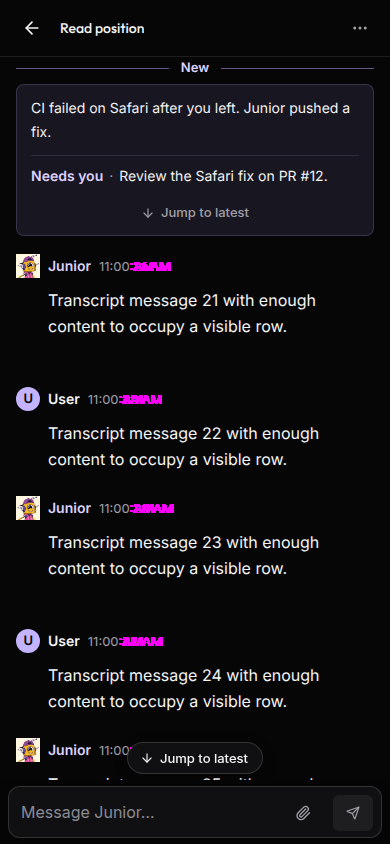 Read position
New
CI failed on Safari after you left. Junior pushed a
fix.
Needs you · Review the Safari fix on PR #12.
Jump to latest
Junior 11:00
Transcript message 21 with enough
content to occupy a visible row.
U User 11:00
Transcript message 22 with enough
content to occupy a visible row.
Junior 11:00
Transcript message 23 with enough
content to occupy a visible row.
U User 11:00
Transcript message 24 with enough
content to occupy a visible row.
Junior 11:00
Jump to latest
Message Junior...